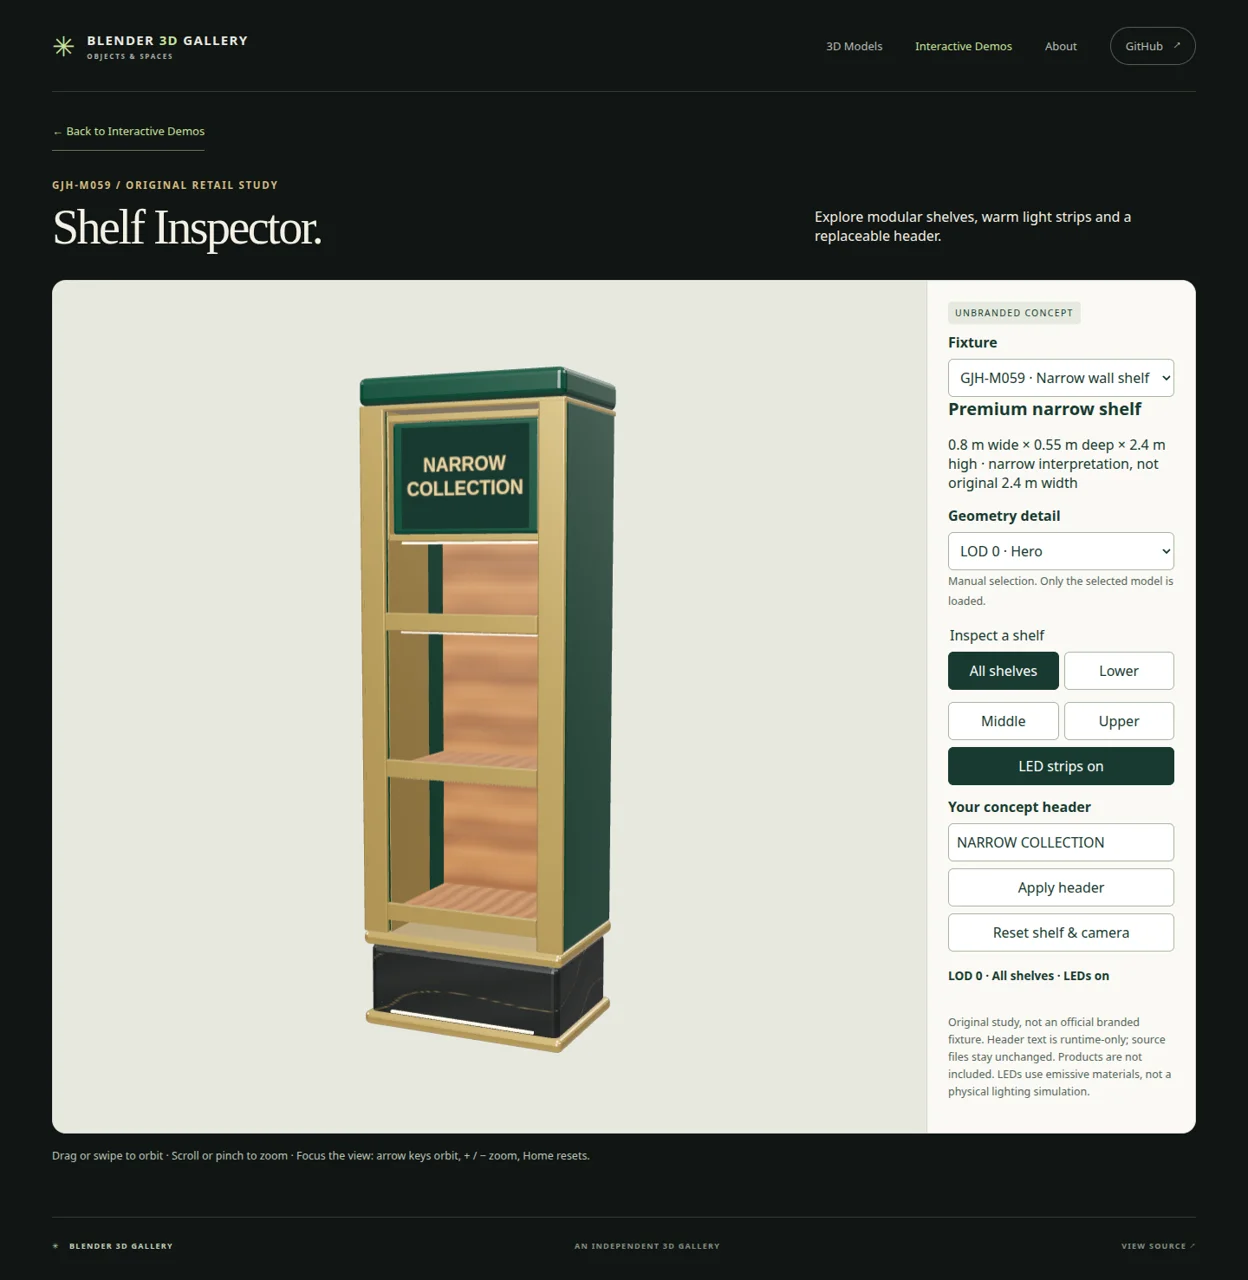 BLENDER 3D GALLERY
OBJECTS & SPACES
3D Models
Interactive Demos
About
GitHub ↗
← Back to Interactive Demos
GJH-M059 / ORIGINAL RETAIL STUDY
Shelf Inspector.
Explore modular shelves, warm light strips and a
replaceable header.
NARROW
COLLECTION
UNBRANDED CONCEPT
Fixture
GJH-M059 · Narrow wall shelf
Premium narrow shelf
0.8 m wide × 0.55 m deep × 2.4 m
high · narrow interpretation, not
original 2.4 m width
Geometry detail
LOD 0 · Hero
Manual selection. Only the selected model is
loaded.
Inspect a shelf
All shelves
Lower
Middle
Upper
LED strips on
Your concept header
NARROW COLLECTION
Apply header
Reset shelf & camera
LOD 0 · All shelves · LEDs on
Original study, not an official branded
fixture. Header text is runtime-only; source
files stay unchanged. Products are not
included. LEDs use emissive materials, not a
physical lighting simulation.
Drag or swipe to orbit · Scroll or pinch to zoom · Focus the view: arrow keys orbit, + / − zoom, Home resets.
BLENDER 3D GALLERY
AN INDEPENDENT 3D GALLERY
VIEW SOURCE ↗